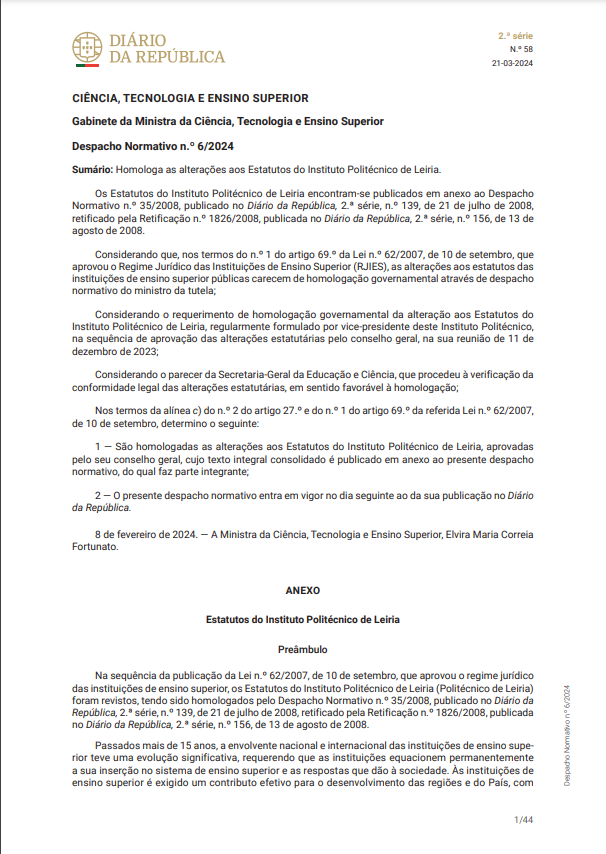 DIÁRIO
DA REPÚBLICA
2.ª série
N.º 58
21-03-2024
CIÊNCIA, TECNOLOGIA E ENSINO SUPERIOR
Gabinete da Ministra da Ciência, Tecnologia e Ensino Superior
Despacho Normativo n.º 6/2024
Sumário: Homologa as alterações aos Estatutos do Instituto Politécnico de Leiria.
Os Estatutos do Instituto Politécnico de Leiria encontram-se publicados em anexo ao Despacho
Normativo n.º 35/2008, publicado no Diário da República, 2.ª série, n.º 139, de 21 de julho de 2008,
retificado pela Retificação n.º 1826/2008, publicada no Diário da República, 2.ª série, n.º 156, de 13 de
agosto de 2008.
Considerando que, nos termos do n.º 1 do artigo 69.º da Lei n.º 62/2007, de 10 de setembro, que
aprovou o Regime Jurídico das Instituições de Ensino Superior (RJIES), as alterações aos estatutos das
instituições de ensino superior públicas carecem de homologação governamental através de despacho
normativo do ministro da tutela;
Considerando o requerimento de homologação governamental da alteração aos Estatutos do
Instituto Politécnico de Leiria, regularmente formulado por vice-presidente deste Instituto Politécnico,
na sequência de aprovação das alterações estatutárias pelo conselho geral, na sua reunião de 11 de
dezembro de 2023;
Considerando o parecer da Secretaria-Geral da Educação e Ciência, que procedeu à verificação da
conformidade legal das alterações estatutárias, em sentido favorável à homologação;
Nos termos da alínea c) do n.º 2 do artigo 27.º e do n.º 1 do artigo 69.º da referida Lei n.º 62/2007,
de 10 de setembro, determino o seguinte:
1 — São homologadas as alterações aos Estatutos do Instituto Politécnico de Leiria, aprovadas
pelo seu conselho geral, cujo texto integral consolidado é publicado em anexo ao presente despacho
normativo, do qual faz parte integrante;
2 — O presente despacho normativo entra em vigor no dia seguinte ao da sua publicação no Diário
da República.
8 de fevereiro de 2024. — A Ministra da Ciência, Tecnologia e Ensino Superior, Elvira Maria Correia
Fortunato.
ANEXO
Estatutos do Instituto Politécnico de Leiria
Preâmbulo
Na sequência da publicação da Lei n.º 62/2007, de 10 de setembro, que aprovou o regime jurídico
das instituições de ensino superior, os Estatutos do Instituto Politécnico de Leiria (Politécnico de Leiria)
foram revistos, tendo sido homologados pelo Despacho Normativo n.º 35/2008, publicado no Diário da
República, 2.ª série, n.º 139, de 21 de julho de 2008, retificado pela Retificação n.º 1826/2008, publicada
no Diário da República, 2.ª série, n.º 156, de 13 de agosto de 2008.
Passados mais de 15 anos, a envolvente nacional e internacional das instituições de ensino supe-
rior teve uma evolução significativa, requerendo que as instituições equacionem permanentemente
a sua inserção no sistema de ensino superior e as respostas que dão à sociedade. Às instituições de
ensino superior é exigido um contributo efetivo para o desenvolvimento das regiões e do País, com
Despacho Normativo n.º 6/2024
1/44